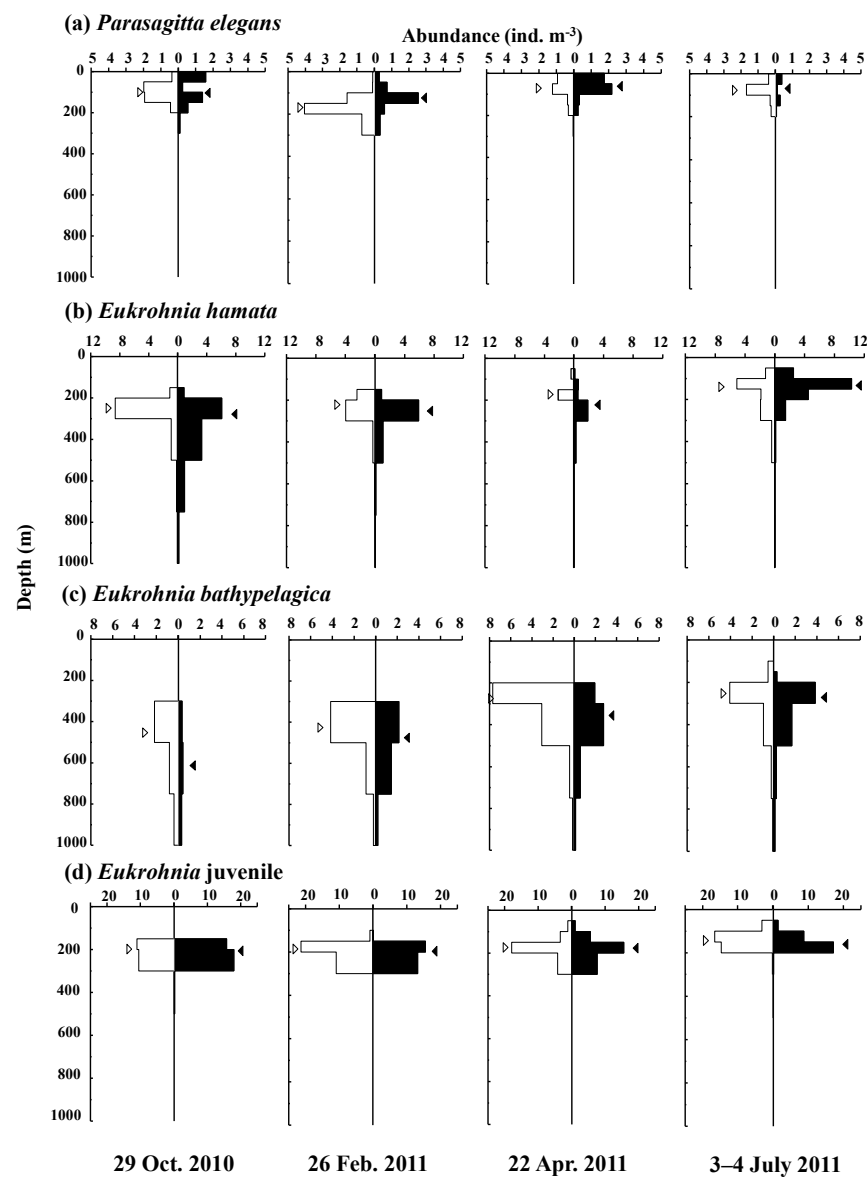 (a) Parasagitta elegans
Abundance (ind. m-3)
5 4 3 2 1 0 1 2 3 4 5
5 4 3 2 1 0 1 2 3 4 5
5 4 3 2 1 0 1 2 3 4 5
5 4 3 2 1 0 1 2 3 4 5
0
200
400
600
800
1000
(b) Eukrohnia hamata
12 8 4 0 4 8 12
12 8 4 0 4 8 12
12 8 4 0 4 8 12
12 8 4 0 4 8 12
0
200
400
600
800
1000
Depth (m)
(c) Eukrohnia bathypelagica
8 6 4 2 0 2 4 6 8
8 6 4 2 0 2 4 6 8
8 6 4 2 0 2 4 6 8
8 6 4 2 0 2 4 6 8
0
200
400
600
800
1000
(d) Eukrohnia juvenile
20 10 0 10 20
20 10 0 10 20
20 10 0 10 20
20 10 0 10 20
0
200
400
600
800
1000
29 Oct. 2010 26 Feb. 2011 22 Apr. 2011 3–4 July 2011